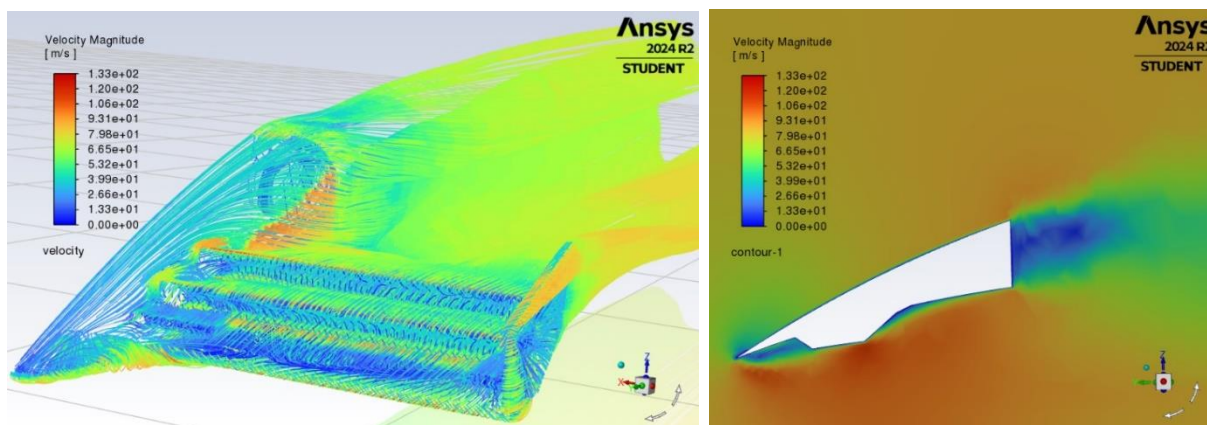 Ansys
2024 R2
STUDENT
Velocity Magnitude
[ m/s ]
1.33e+02
1.20e+02
1.06e+02
9.31e+01
7.98e+01
6.65e+01
5.32e+01
3.99e+01
2.66e+01
1.33e+01
0.00e+00
velocity
X
Z
Ansys
2024 R2
STUDENT
Velocity Magnitude
[ m/s ]
1.33e+02
1.20e+02
1.06e+02
9.31e+01
7.98e+01
6.65e+01
5.32e+01
3.99e+01
2.66e+01
1.33e+01
0.00e+00
contour-1
Z